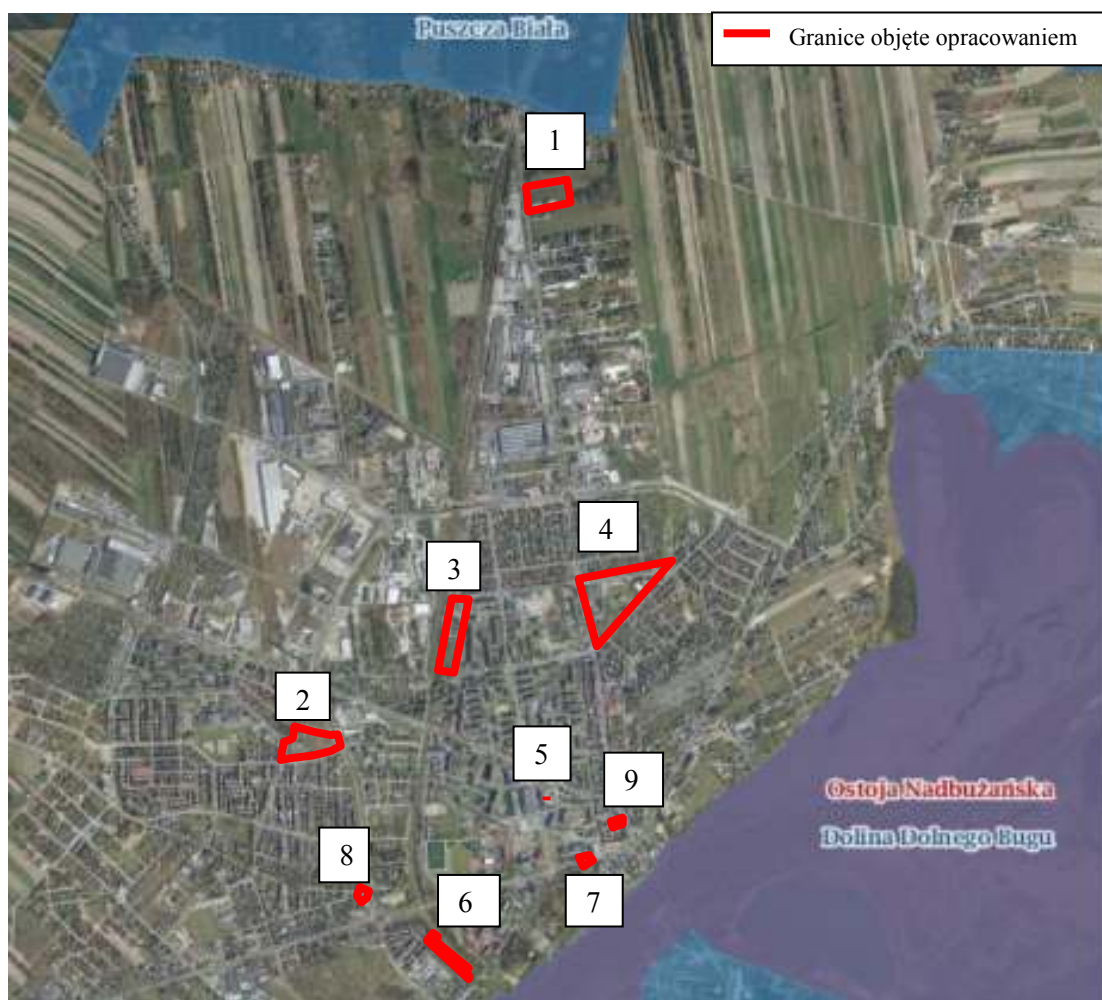 Puszcza Biała
Granice objęte opracowaniem
1
4
3
2
5
9
Ostoja Nadbużańska
Dolina Dolnego Bugu
8
6
7